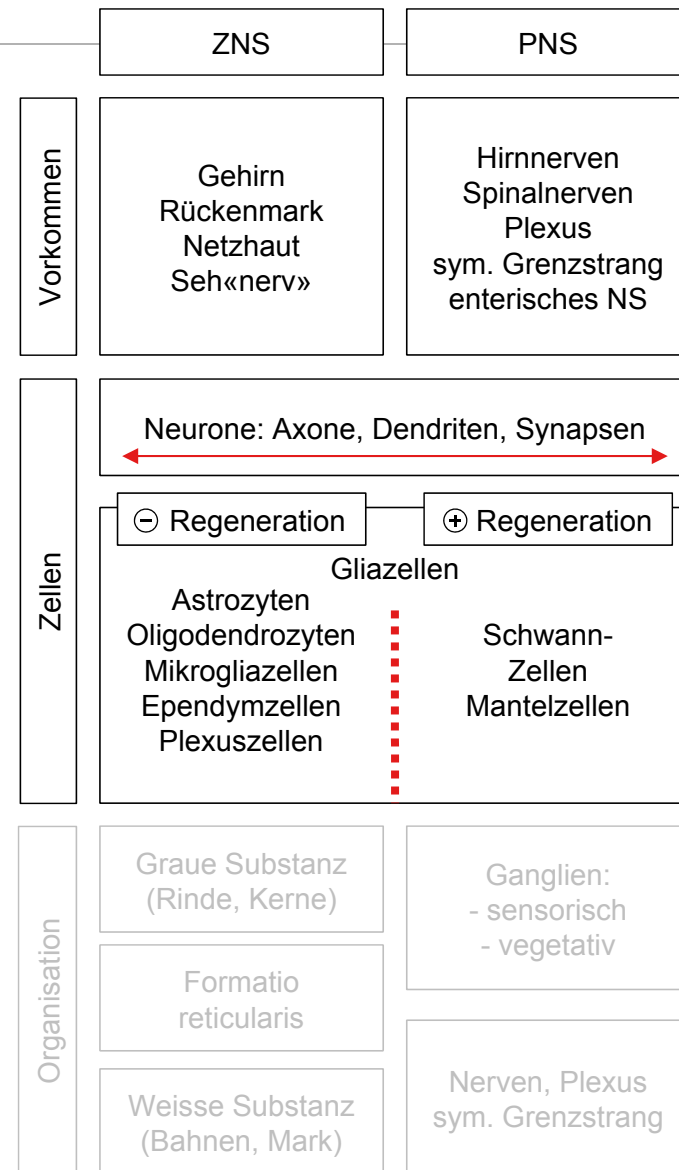 ZNS
PNS
Vorkommen
Gehirn
Rückenmark
Netzhaut
Seh«nerv»
Hirnnerven
Spinalnerven
Plexus
sym. Grenzstrang
enterisches NS
Zellen
Neurone: Axone, Dendriten, Synapsen
⊖ Regeneration
⊕ Regeneration
Gliazellen
Astrozyten
Oligodendrozyten
Mikrogliazellen
Ependymzellen
Plexuszellen
Schwann-
Zellen
Mantelzellen
Organisation
Graue Substanz
(Rinde, Kerne)
Formatio
reticularis
Weisse Substanz
(Bahnen, Mark)
Ganglien:
- sensorisch
- vegetativ
Nerven, Plexus
sym. Grenzstrang